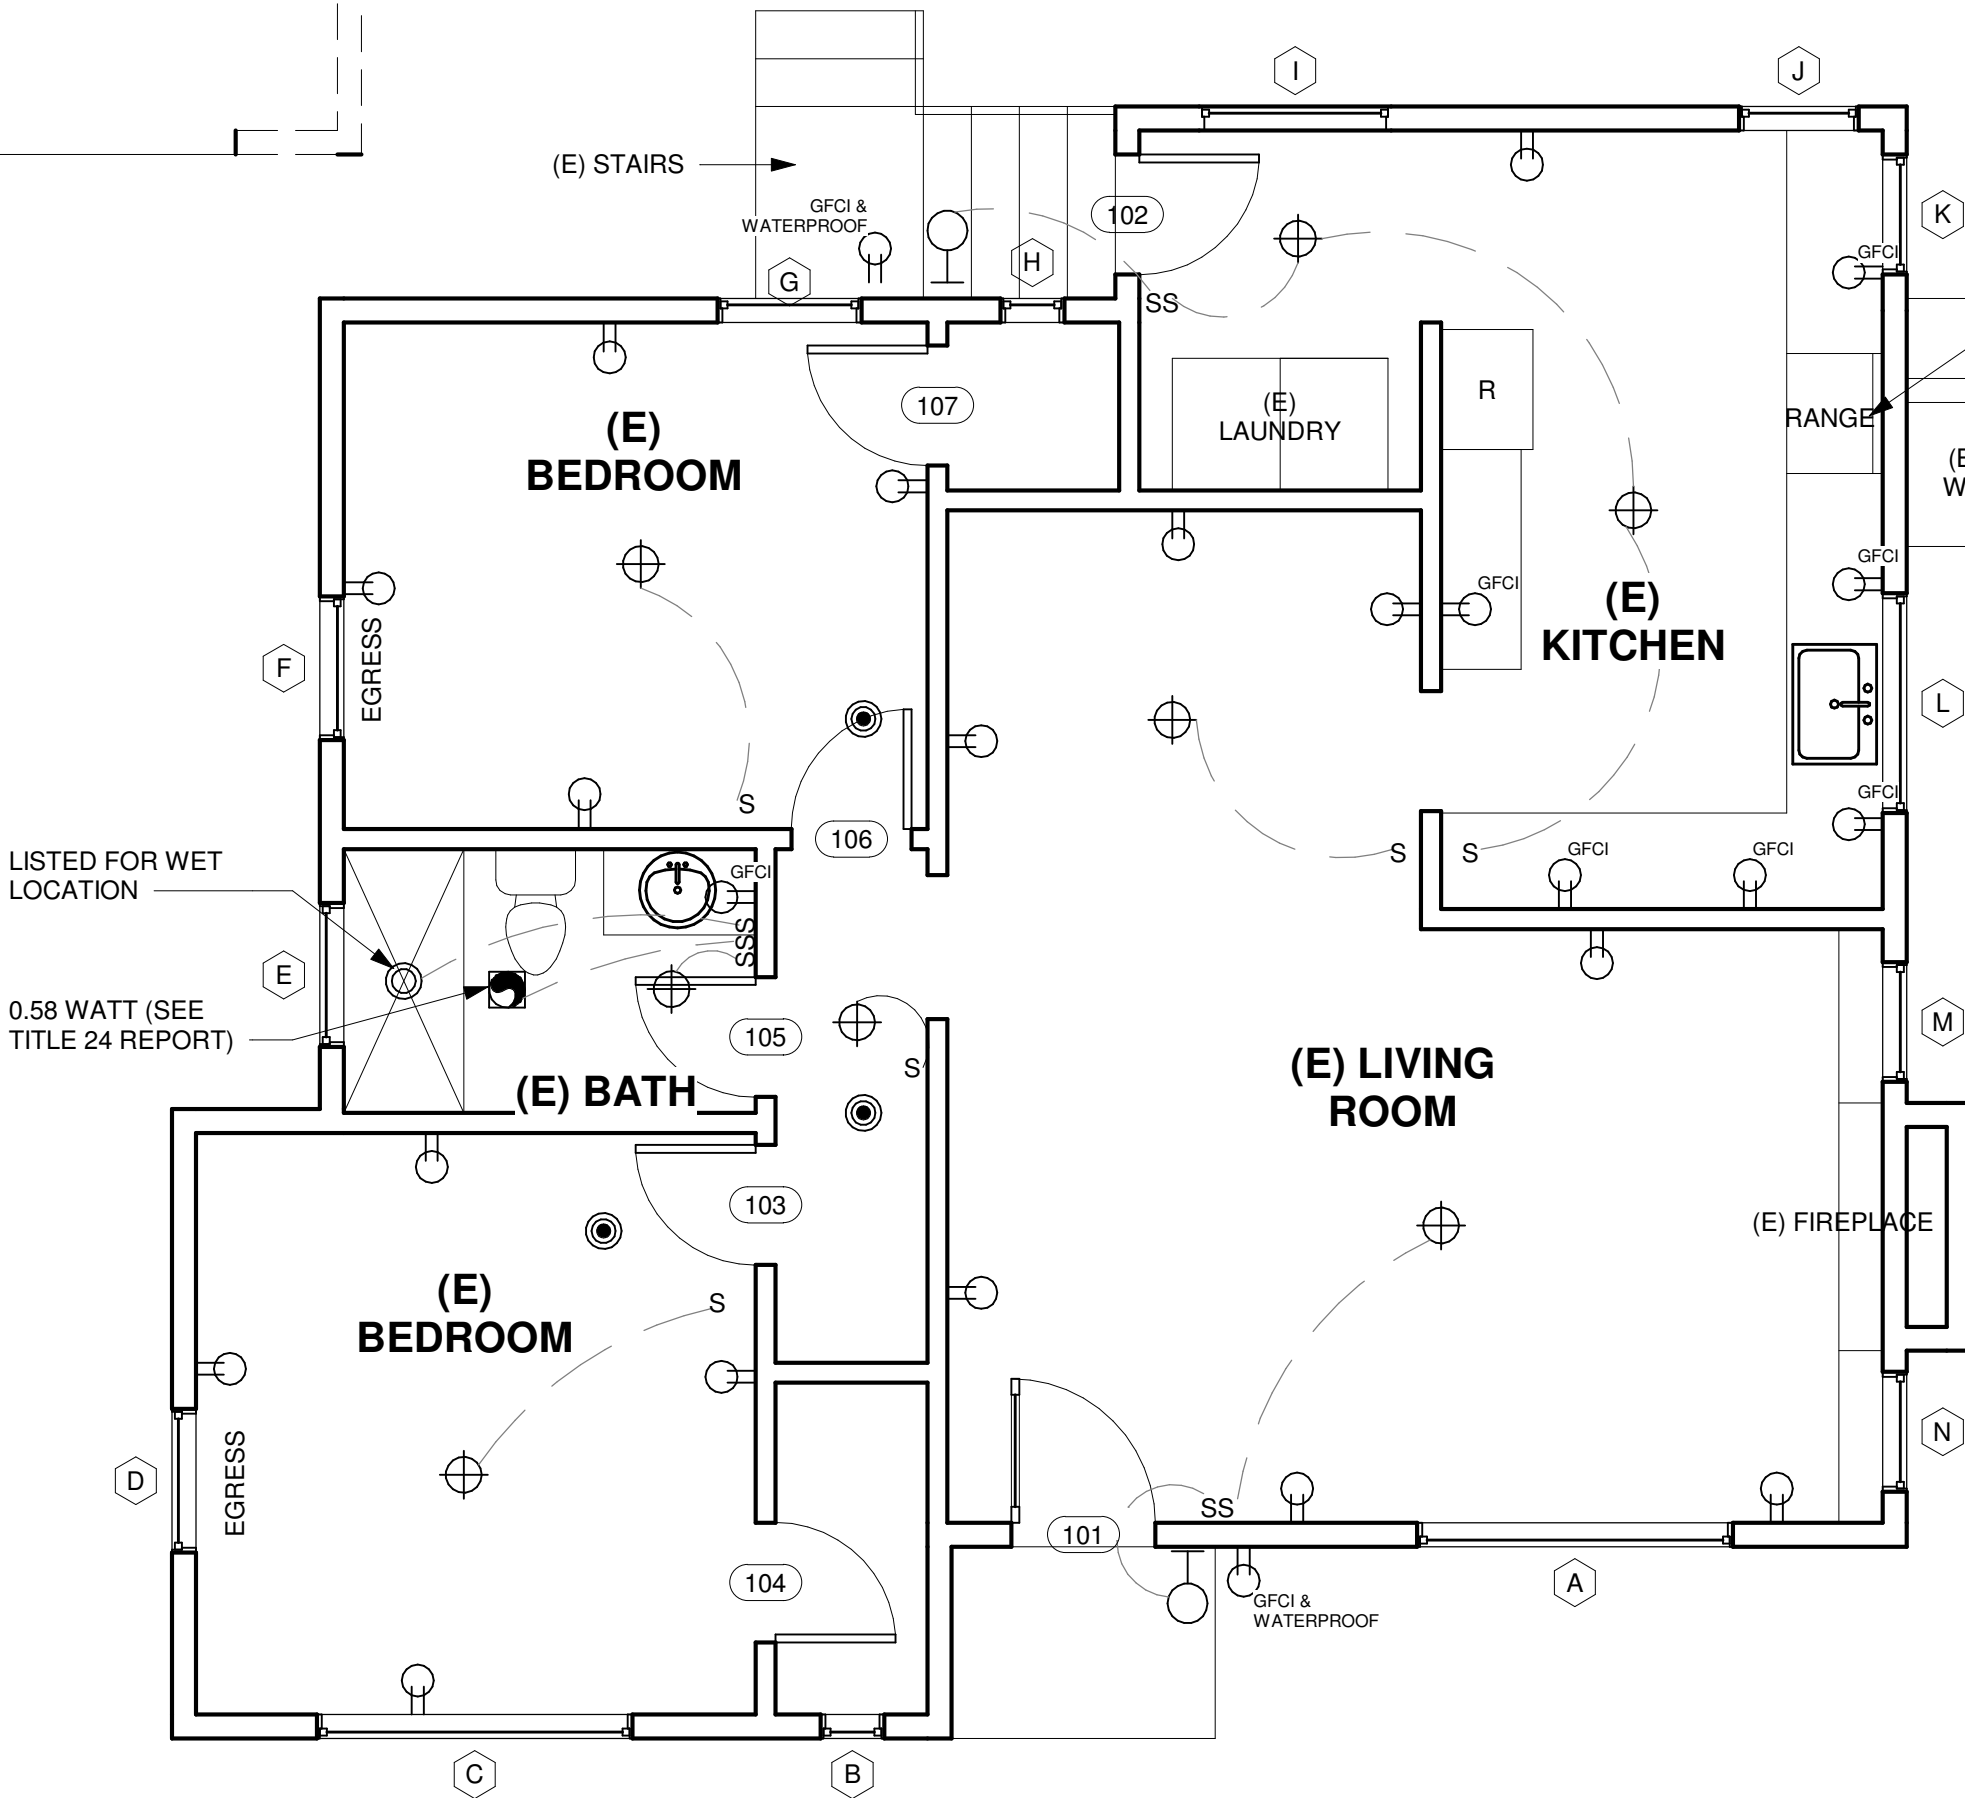 I
J
(E) STAIRS
GFCI &
WATERPROOF
102
K
GFCI
G
H
SS
107
(E)
LAUNDRY
R
RANGE
(E)
BEDROOM
(E
W
GFCI
GFCI
(E)
KITCHEN
F
EGRESS
L
GFCI
S
106
S
S
GFCI
GFCI
LISTED FOR WET
LOCATION
GFCI
SSS
E
0.58 WATT (SEE
TITLE 24 REPORT)
105
S
M
(E) BATH
(E) LIVING
ROOM
103
(E) FIREPLACE
(E)
BEDROOM
S
N
D
EGRESS
SS
101
104
GFCI &
WATERPROOF
A
C
B